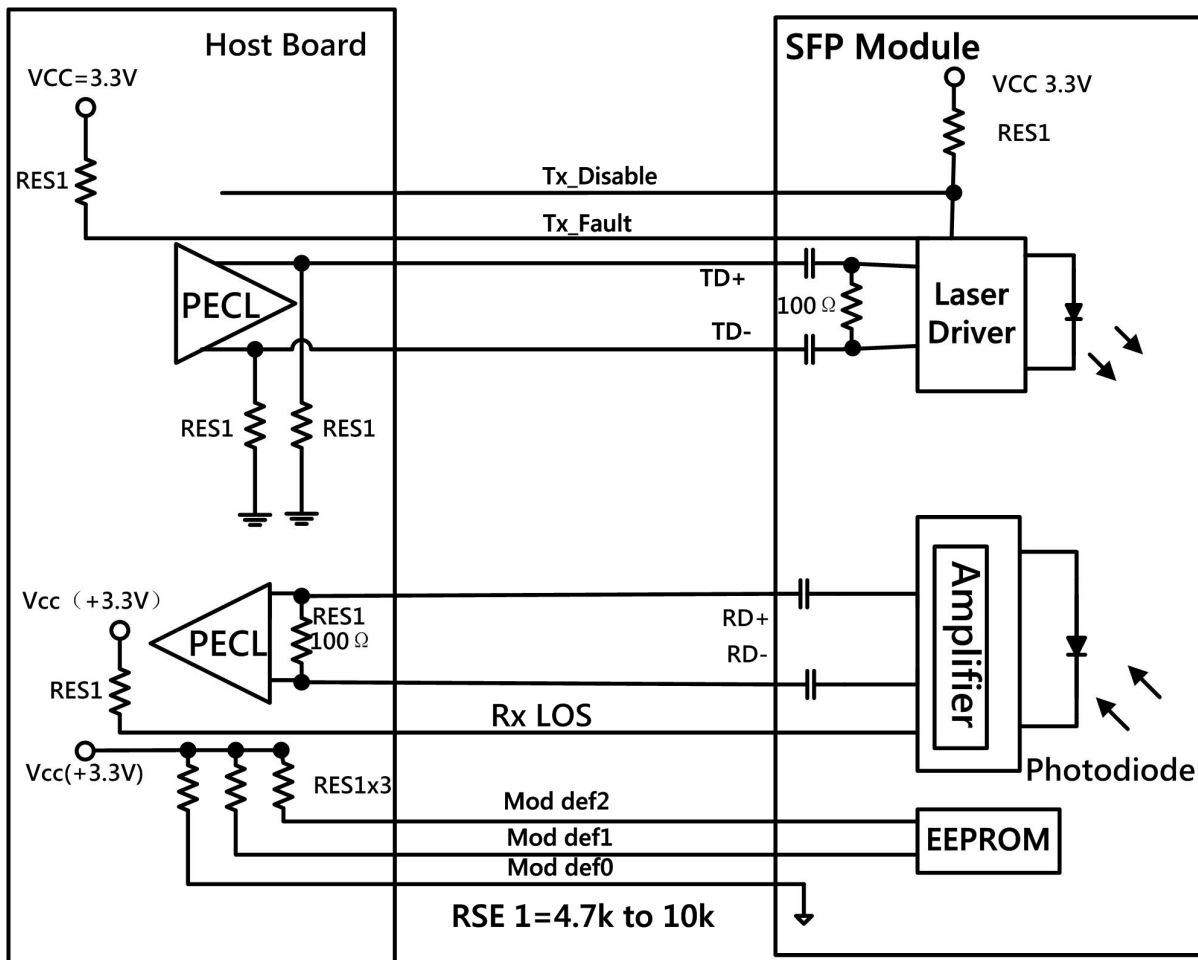 Host Board
SFP Module
VCC=3.3V
VCC 3.3V
RES1
RES1
Tx_Disable
Tx_Fault
PECL
TD+
100Ω
TD-
Laser
Driver
RES1
RES1
Vcc（+3.3V）
PECL
RES1
100Ω
RD+
RD-
Amplifier
RES1
Rx LOS
Vcc(+3.3V)
RES1x3
Photodiode
Mod def2
Mod def1
Mod def0
EEPROM
RSE 1=4.7k to 10k